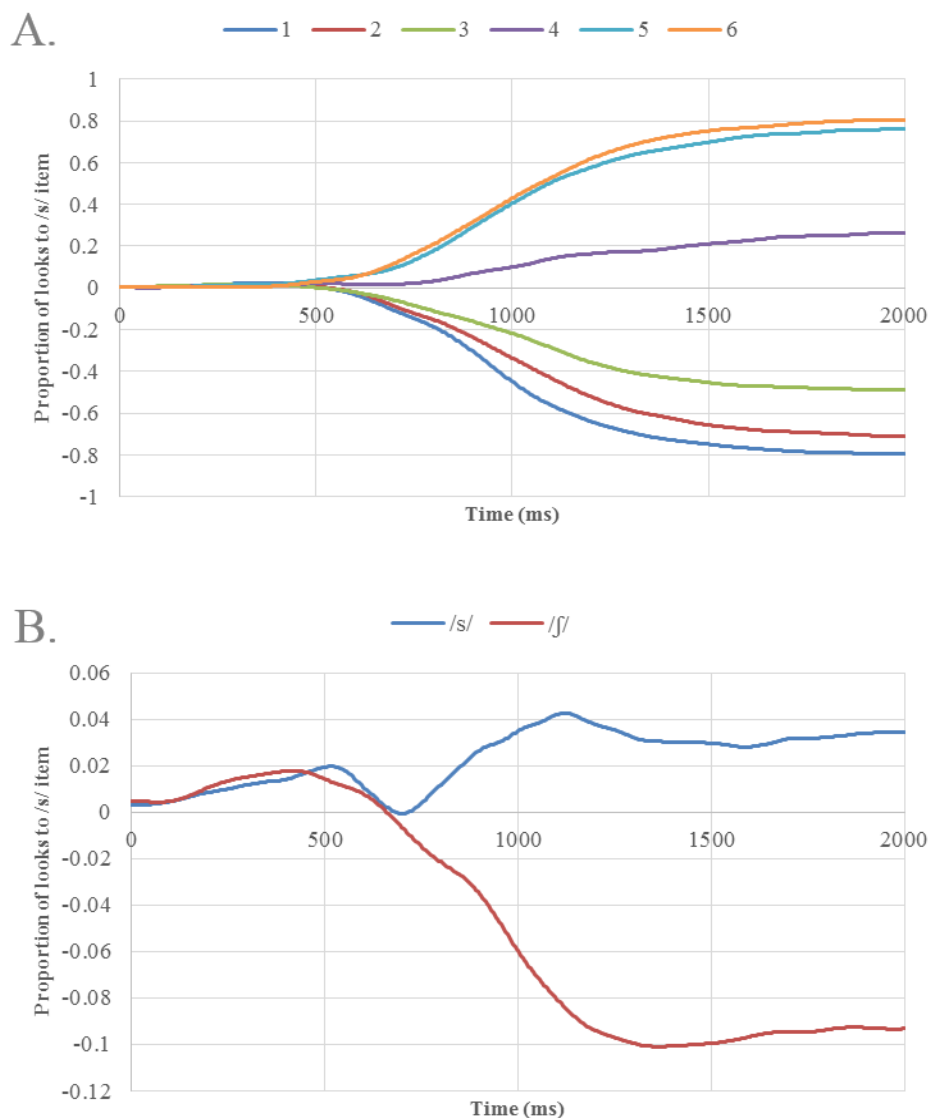 A.
1 2 3 4 5 6
1
0.8
0.6
0.4
0.2
0
-0.2
-0.4
-0.6
-0.8
-1
0 500 1000 1500 2000
Proportion of looks to /s/ item
Time (ms)
B.
/s/ /ʃ/
0.06
0.04
0.02
0
-0.02
-0.04
-0.06
-0.08
-0.1
-0.12
0 500 1000 1500 2000
Proportion of looks to /s/ item
Time (ms)